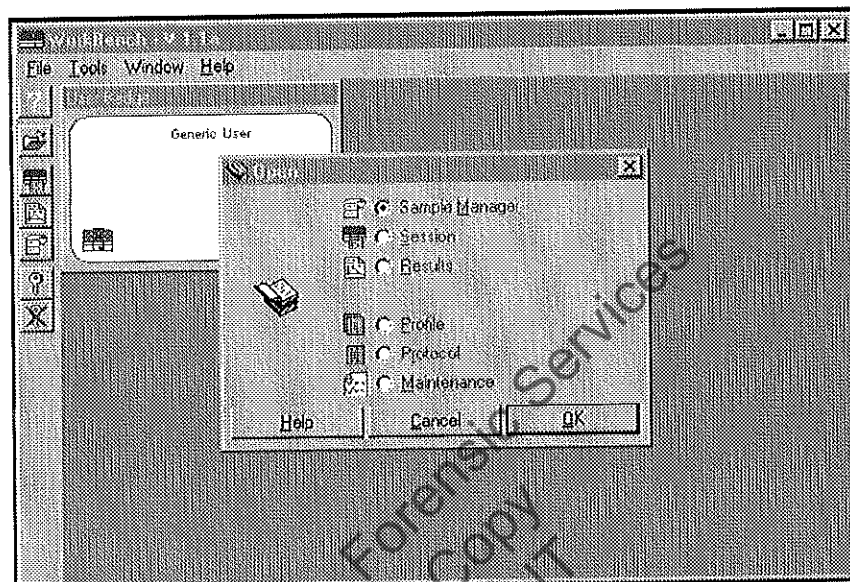 File Tools Window Help
Generic User
Open
Sample Manager
Session
Results
Profile
Protocol
Maintenance
Help Cancel OK
Forensic Services
Copy
IT